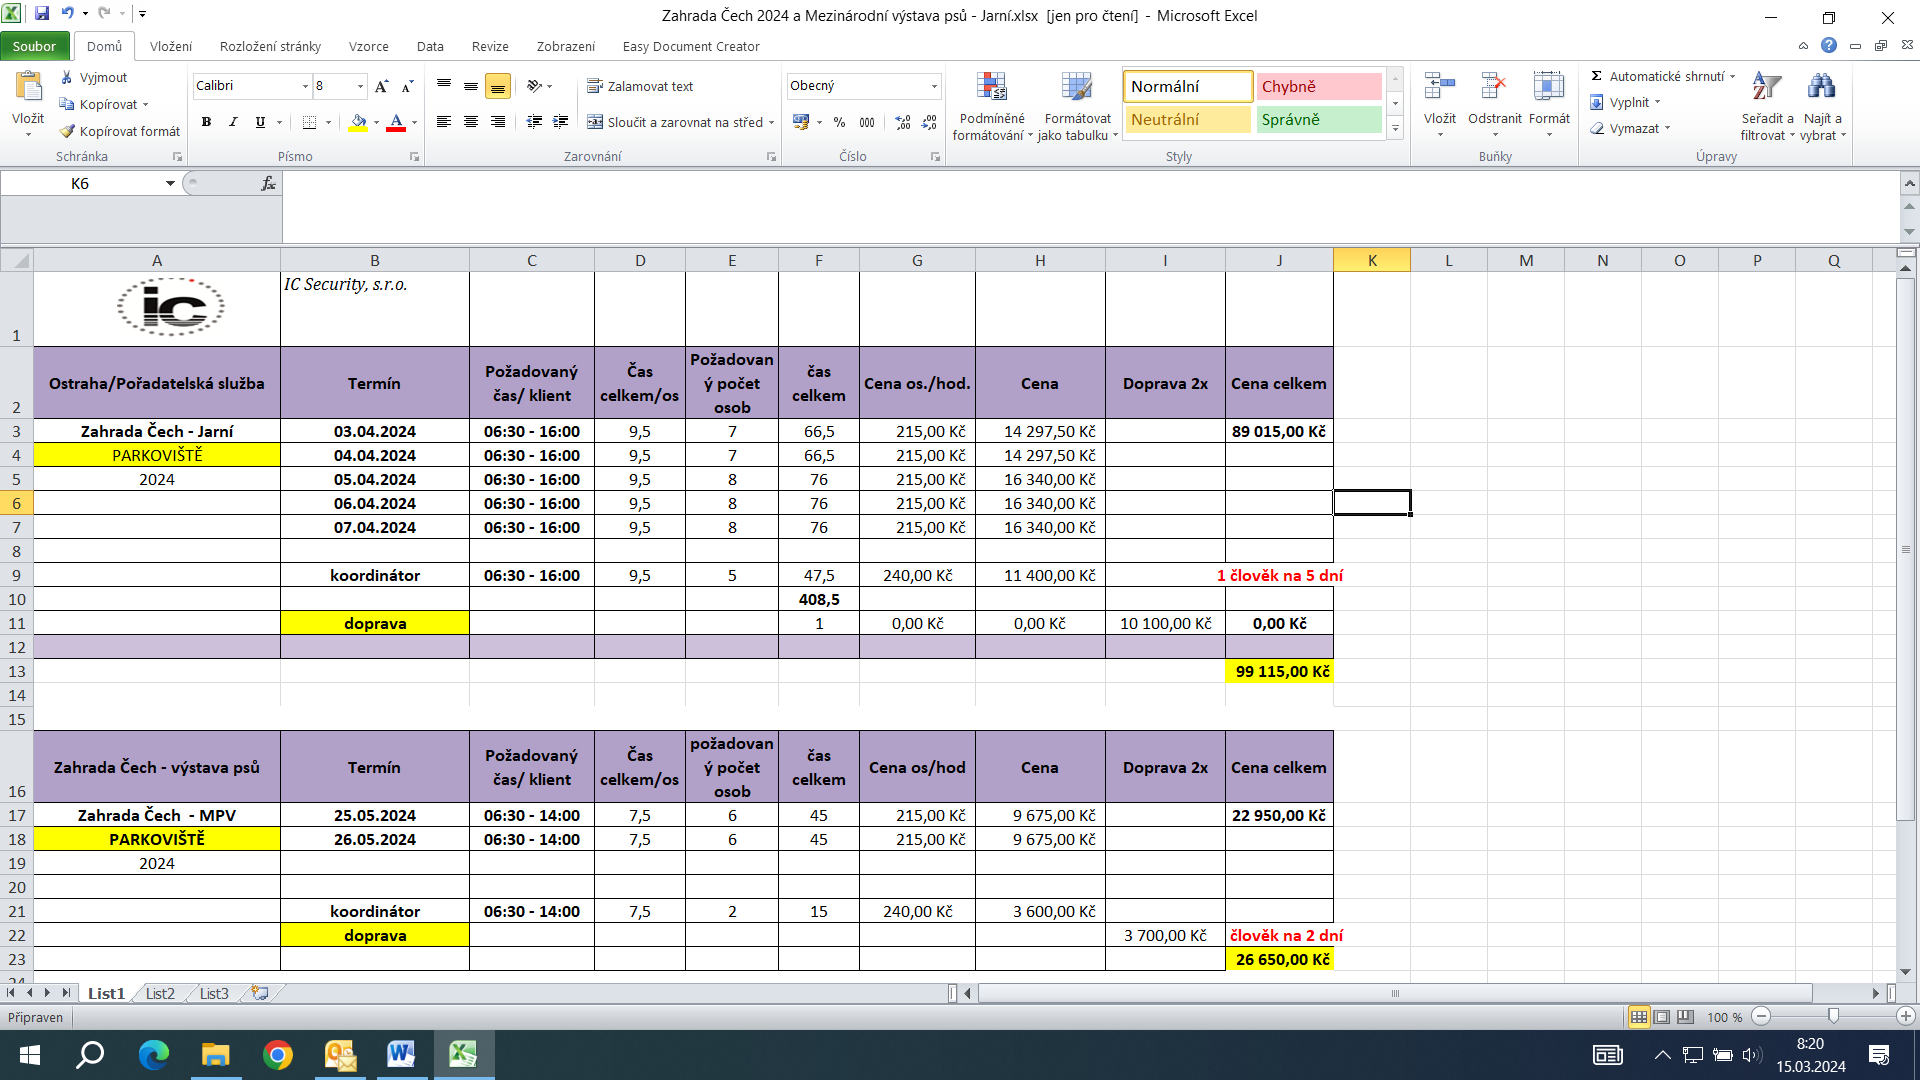 Zahrada Čech 2024 a Mezinárodní výstava psů - Jarní.xlsx  [jen pro čtení]  -  Microsoft Excel
Soubor Domů Vložení Rozložení stránky Vzorce Data Revize Zobrazení Easy Document Creator
Vložit
Vyjmout
Kopírovat
Kopírovat formát
Schránka
Calibri 8
B I U
Písmo
Zalamovat text
Sloučit a zarovnat na střed
Zarovnání
Obecný
% 000
Číslo
Podmíněné formátování
Formátovat jako tabulku
Normální Chybně
Neutrální Správně
Styly
Vložit Odstranit Formát
Buňky
Σ Automatické shrnutí
Vyplnit
Vymazat
Seřadit a filtrovat
Najít a vybrat
Úpravy
K6 fx
A B C D E F G H I J K L M N O P Q
1 ic IC Security, s.r.o.
2 Ostraha/Pořadatelská služba Termín Požadovaný čas/ klient Čas celkem/os Požadovaný počet osob čas celkem Cena os./hod. Cena Doprava 2x Cena celkem
3 Zahrada Čech - Jarní 03.04.2024 06:30 - 16:00 9,5 7 66,5 215,00 Kč 14 297,50 Kč 89 015,00 Kč
4 PARKOVIŠTĚ 04.04.2024 06:30 - 16:00 9,5 7 66,5 215,00 Kč 14 297,50 Kč
5 2024 05.04.2024 06:30 - 16:00 9,5 8 76 215,00 Kč 16 340,00 Kč
6 06.04.2024 06:30 - 16:00 9,5 8 76 215,00 Kč 16 340,00 Kč
7 07.04.2024 06:30 - 16:00 9,5 8 76 215,00 Kč 16 340,00 Kč
8
9 koordinátor 06:30 - 16:00 9,5 5 47,5 240,00 Kč 11 400,00 Kč 1 člověk na 5 dní
10 408,5
11 doprava 1 0,00 Kč 0,00 Kč 10 100,00 Kč 0,00 Kč
12
13 99 115,00 Kč
14
15
16 Zahrada Čech - výstava psů Termín Požadovaný čas/ klient Čas celkem/os požadovaný počet osob čas celkem Cena os/hod Cena Doprava 2x Cena celkem
17 Zahrada Čech  - MPV 25.05.2024 06:30 - 14:00 7,5 6 45 215,00 Kč 9 675,00 Kč 22 950,00 Kč
18 PARKOVIŠTĚ 26.05.2024 06:30 - 14:00 7,5 6 45 215,00 Kč 9 675,00 Kč
19 2024
20
21 koordinátor 06:30 - 14:00 7,5 2 15 240,00 Kč 3 600,00 Kč
22 doprava 3 700,00 Kč člověk na 2 dní
23 26 650,00 Kč
24
List1 List2 List3
Připraven 100 %
8:20
15.03.2024